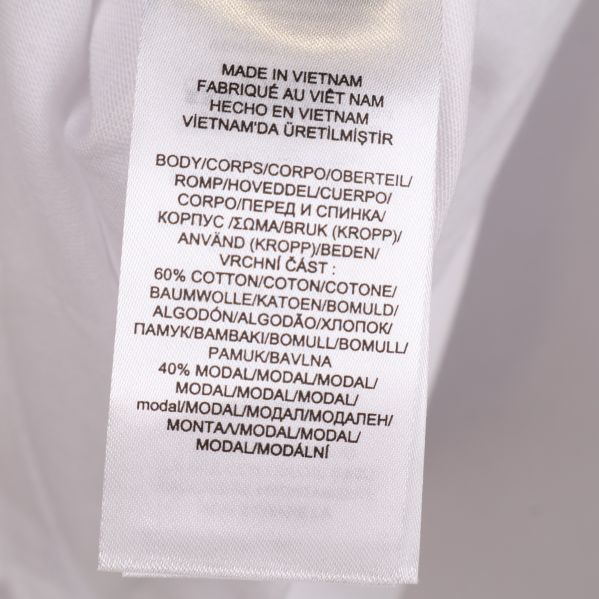 MADE IN VIETNAM
FABRIQUÉ AU VIÊT NAM
HECHO EN VIETNAM
VİETNAM'DA ÜRETİLMİŞTİR
BODY/CORPS/CORPO/OBERTEIL/
ROMP/HOVEDDEL/CUERPO/
CORPO/ПЕРЕД И СПИНКА/
КОРПУС /ΣΩΜΑ/BRUK (KROPP)/
ANVÄND (KROPP)/BEDEN/
VRCHNÍ ČÁST :
60% COTTON/COTON/COTONE/
BAUMWOLLE/KATOEN/BOMULD/
ALGODÓN/ALGODÃO/ХЛОПОК/
ПАМУК/BAMBAKI/BOMULL/BOMULL/
PAMUK/BAVLNA
40% MODAL/MODAL/MODAL/
MODAL/MODAL/MODAL/
modal/MODAL/МОДАЛ/МОДАЛЕН/
ΜΟΝΤΑΛ/MODAL/MODAL/
MODAL/MODÁLNÍ